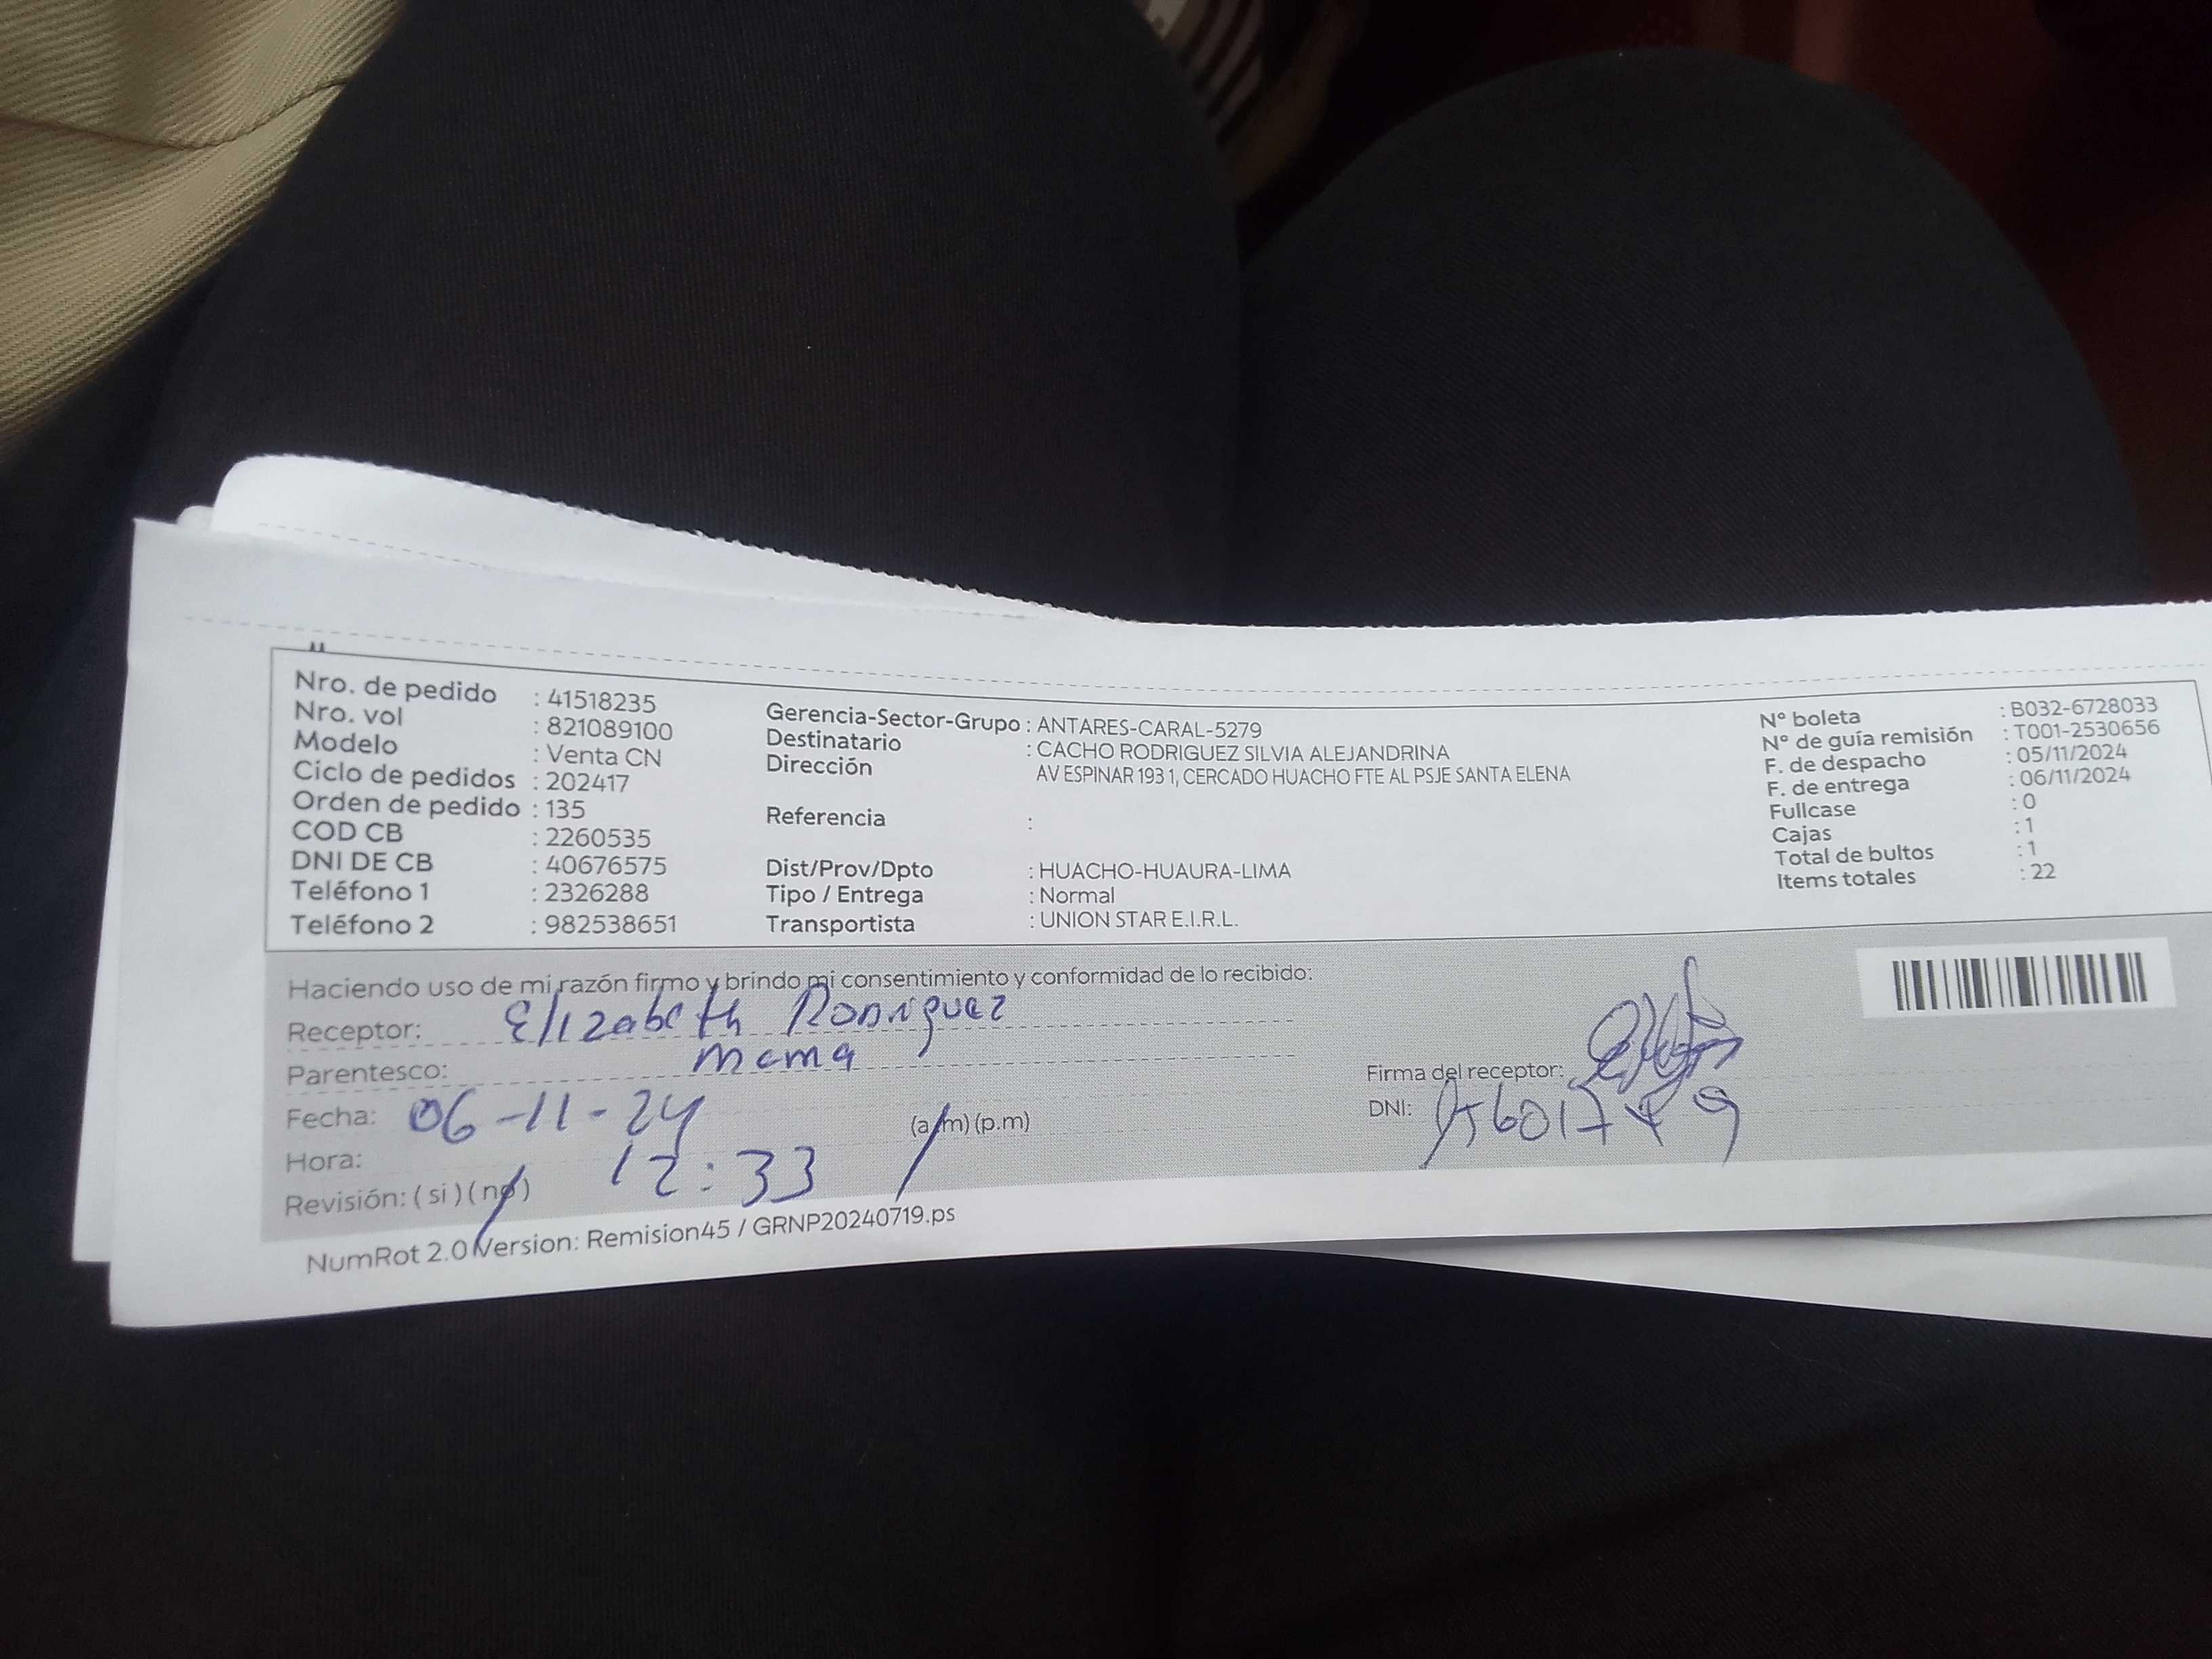 Nro. de pedido : 41518235
Nro. vol : 821089100
Modelo : Venta CN
Ciclo de pedidos : 202417
Orden de pedido : 135
COD CB : 2260535
DNI DE CB : 40676575
Teléfono 1 : 2326288
Teléfono 2 : 982538651
Gerencia-Sector-Grupo : ANTARES-CARAL-5279
Destinatario : CACHO RODRIGUEZ SILVIA ALEJANDRINA
Dirección AV ESPINAR 193 1, CERCADO HUACHO FTE AL PSJE SANTA ELENA
Referencia :
Dist/Prov/Dpto : HUACHO-HUAURA-LIMA
Tipo / Entrega : Normal
Transportista : UNION STAR E.I.R.L.
N° boleta : B032-6728033
N° de guía remisión : T001-2530656
F. de despacho : 05/11/2024
F. de entrega : 06/11/2024
Fullcase : 0
Cajas : 1
Total de bultos : 1
Items totales : 22
Haciendo uso de mi razón firmo y brindo mi consentimiento y conformidad de lo recibido:
Receptor: Elizabeth Rodriguez
Parentesco: mama
Fecha: 06-11-24 (a.m) (p.m)
Hora: 12:33
Revisión: ( si ) ( no )
Firma del receptor:
DNI:
NumRot 2.0 Version: Remision45 / GRNP20240719.ps